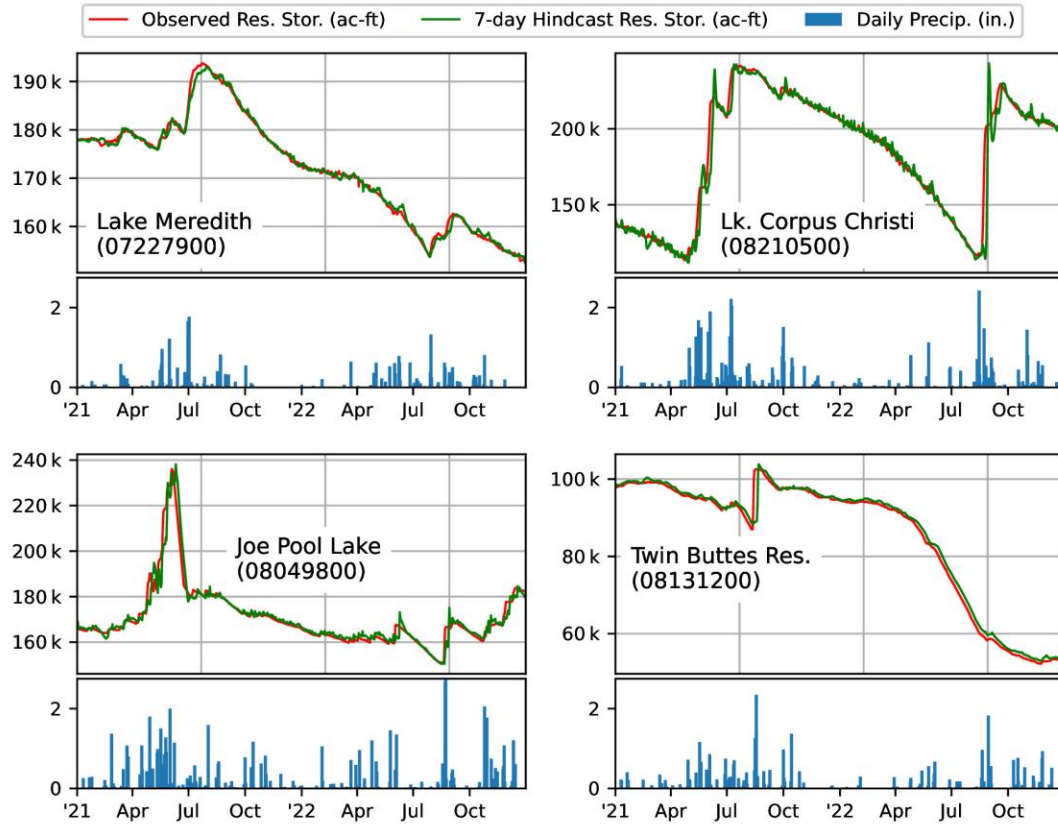 Observed Res. Stor. (ac-ft) 7-day Hindcast Res. Stor. (ac-ft) Daily Precip. (in.)
190 k
180 k
170 k
160 k
Lake Meredith
(07227900)
2
0
'21 Apr Jul Oct '22 Apr Jul Oct
200 k
150 k
Lk. Corpus Christi
(08210500)
2
0
'21 Apr Jul Oct '22 Apr Jul Oct
240 k
220 k
200 k
180 k
160 k
Joe Pool Lake
(08049800)
2
0
'21 Apr Jul Oct '22 Apr Jul Oct
100 k
80 k
60 k
Twin Buttes Res.
(08131200)
2
0
'21 Apr Jul Oct '22 Apr Jul Oct